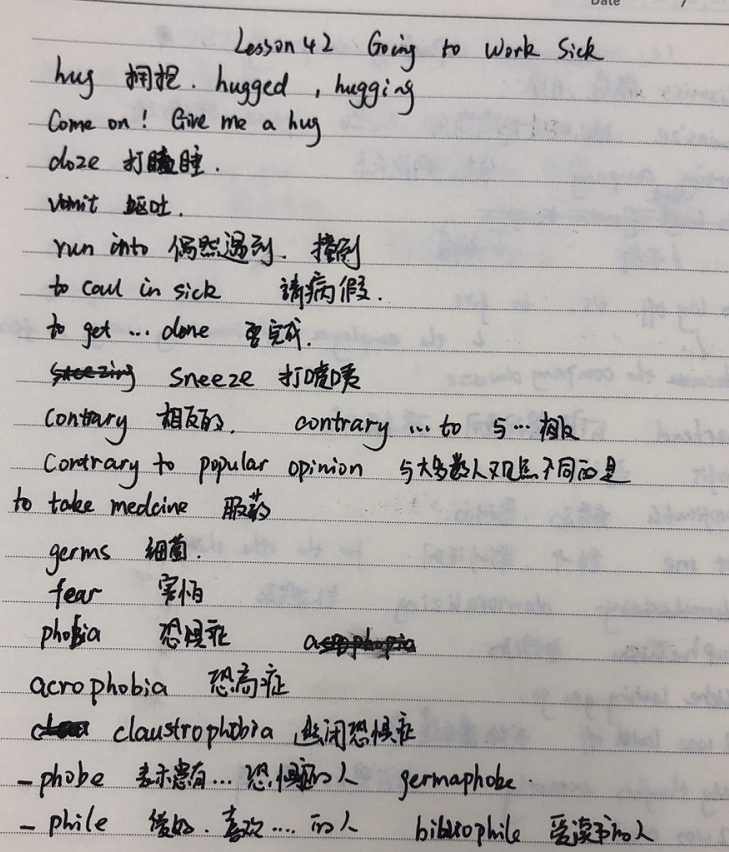 Date
Lesson 42 Going to Work Sick
hug 拥抱. hugged, hugging
Come on! Give me a hug
doze 打瞌睡.
vomit 呕吐.
run into 偶然遇到. 撞到
to call in sick 請病假.
to get ... done 要完成.
sneeze 打喷嚏
contrary 相反的. contrary ... to 与...相反
Contrary to popular opinion 与大多数人观点不同的是
to take medcine 服药
germs 细菌.
fear 害怕
phobia 恐惧症
acrophobia 恐高症
claustrophobia 幽闭恐惧症
-phobe 表示患有... 恐惧症的人 germaphobe.
-phile 爱好. 喜欢....的人 bibliophile 爱读书的人